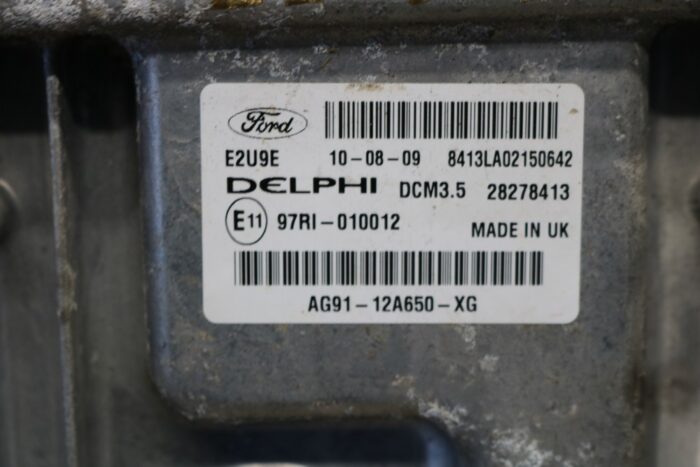 Ford
E2U9E 10-08-09 8413LA02150642
DELPHI DCM3.5 28278413
E11 97RI-010012 MADE IN UK
AG91-12A650-XG